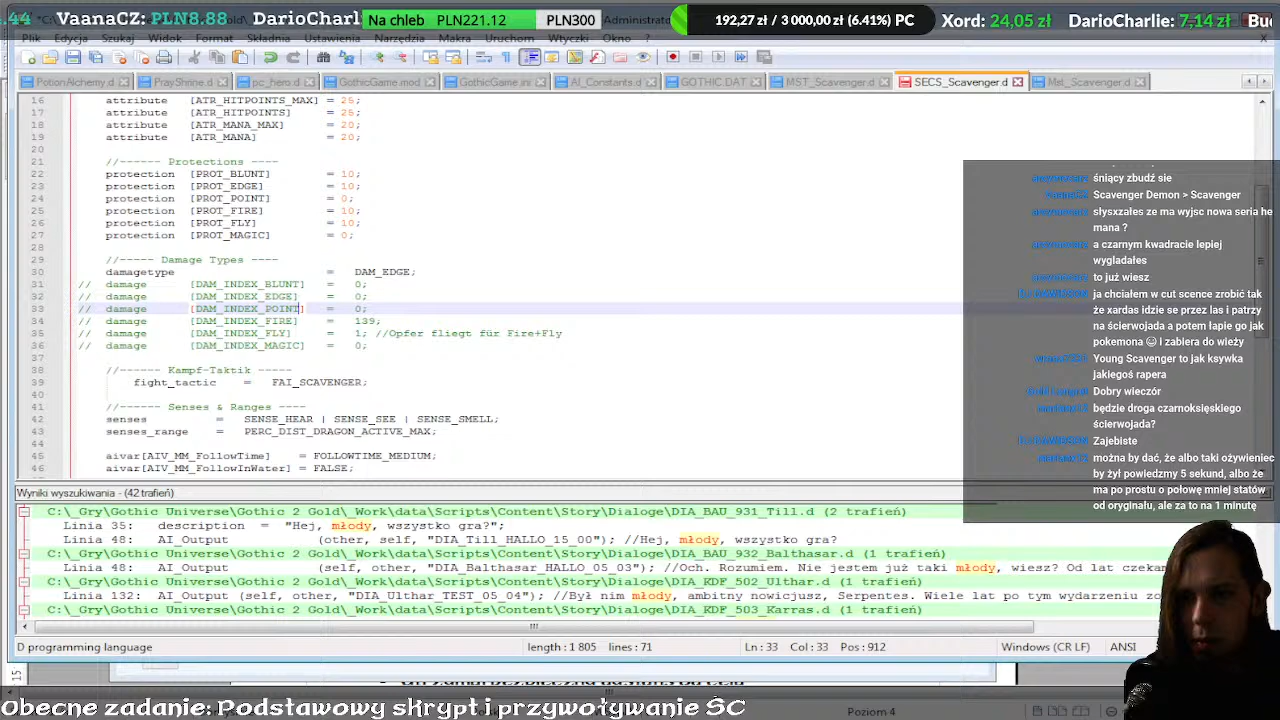 .44 VaanaCZ: PLN8.88 DarioCharl
Na chleb PLN221.12 PLN300
Administra
192,27 zł / 3 000,00 zł (6.41%) PC
Xord: 24,05 zł DarioCharlie: 7,14 zł Bu
Plik Edycja Szukaj Widok Format Składnia Ustawienia Narzędzia Makra Uruchom Wtyczki Okno ?
PotionAlchemy.d PrayShrine.d pc_hero.d GothicGame.mod GothicGame.ini AI_Constants.d GOTHIC.DAT MST_Scavenger.d SECS_Scavenger.d Mst_Scavenger.d
16 attribute [ATR_HITPOINTS_MAX] = 25;
17 attribute [ATR_HITPOINTS] = 25;
18 attribute [ATR_MANA_MAX] = 20;
19 attribute [ATR_MANA] = 20;
20
21 //------ Protections ----
22 protection [PROT_BLUNT] = 10;
23 protection [PROT_EDGE] = 10;
24 protection [PROT_POINT] = 0;
25 protection [PROT_FIRE] = 10;
26 protection [PROT_FLY] = 10;
27 protection [PROT_MAGIC] = 0;
28
29 //----- Damage Types ----
30 damagetype = DAM_EDGE;
31 // damage [DAM_INDEX_BLUNT] = 0;
32 // damage [DAM_INDEX_EDGE] = 0;
33 // damage [DAM_INDEX_POINT] = 0;
34 // damage [DAM_INDEX_FIRE] = 139;
35 // damage [DAM_INDEX_FLY] = 1; //Opfer fliegt für Fire+Fly
36 // damage [DAM_INDEX_MAGIC] = 0;
37
38 //------ Kampf-Taktik -----
39 fight_tactic = FAI_SCAVENGER;
40
41 //------ Senses & Ranges ----
42 senses = SENSE_HEAR | SENSE_SEE | SENSE_SMELL;
43 senses_range = PERC_DIST_DRAGON_ACTIVE_MAX;
44
45 aivar[AIV_MM_FollowTime] = FOLLOWTIME_MEDIUM;
46 aivar[AIV_MM_FollowInWater] = FALSE;
śniący zbudź sie
VaanaCZ Scavenger Demon > Scavenger
słysxzałes ze ma wyjsc nowa seria he
mana ?
a czarnym kwadracie lepiej
wygladałes
to już wiesz
ja chciałem w cut scence zrobić tak
że xardas idzie se przez las i patrzy
na ścierwojada a potem łapie go jak
pokemona i zabiera do wieży
Young Scavenger to jak ksywka
jakiegoś rapera
Dobry wieczór
będzie droga czarnoksięskiego
ścierwojada?
Zajebiste
można by dać, że albo taki ożywieniec
by żył powiedzmy 5 sekund, albo że
ma po prostu o połowę mniej statów
od oryginału, ale za to na 1 minutę
Wyniki wyszukiwania - (42 trafień)
C:\_Gry\Gothic Universe\Gothic 2 Gold\_Work\data\Scripts\Content\Story\Dialoge\DIA_BAU_931_Till.d (2 trafień)
Linia 35: description = "Hej, młody, wszystko gra?";
Linia 48: AI_Output (other, self, "DIA_Till_HALLO_15_00"); //Hej, młody, wszystko gra?
C:\_Gry\Gothic Universe\Gothic 2 Gold\_Work\data\Scripts\Content\Story\Dialoge\DIA_BAU_932_Balthasar.d (1 trafień)
Linia 48: AI_Output (self, other, "DIA_Balthasar_HALLO_05_03"); //Och. Rozumiem. Nie jestem już taki młody, wiesz? Od lat czekam
C:\_Gry\Gothic Universe\Gothic 2 Gold\_Work\data\Scripts\Content\Story\Dialoge\DIA_KDF_502_Ulthar.d (1 trafień)
Linia 132: AI_Output (self, other, "DIA_Ulthar_TEST_05_04"); //Był nim młody, ambitny nowicjusz, Serpentes. Wiele lat po tym wydarzeniu zo
C:\_Gry\Gothic Universe\Gothic 2 Gold\_Work\data\Scripts\Content\Story\Dialoge\DIA_KDF_503_Karras.d (1 trafień)
D programming language length : 1 805 lines : 71 Ln : 33 Col : 33 Pos : 912 Windows (CR LF) ANSI
Obecne zadanie: Podstawowy skrypt i przywoływanie ŚC
Poziom 4